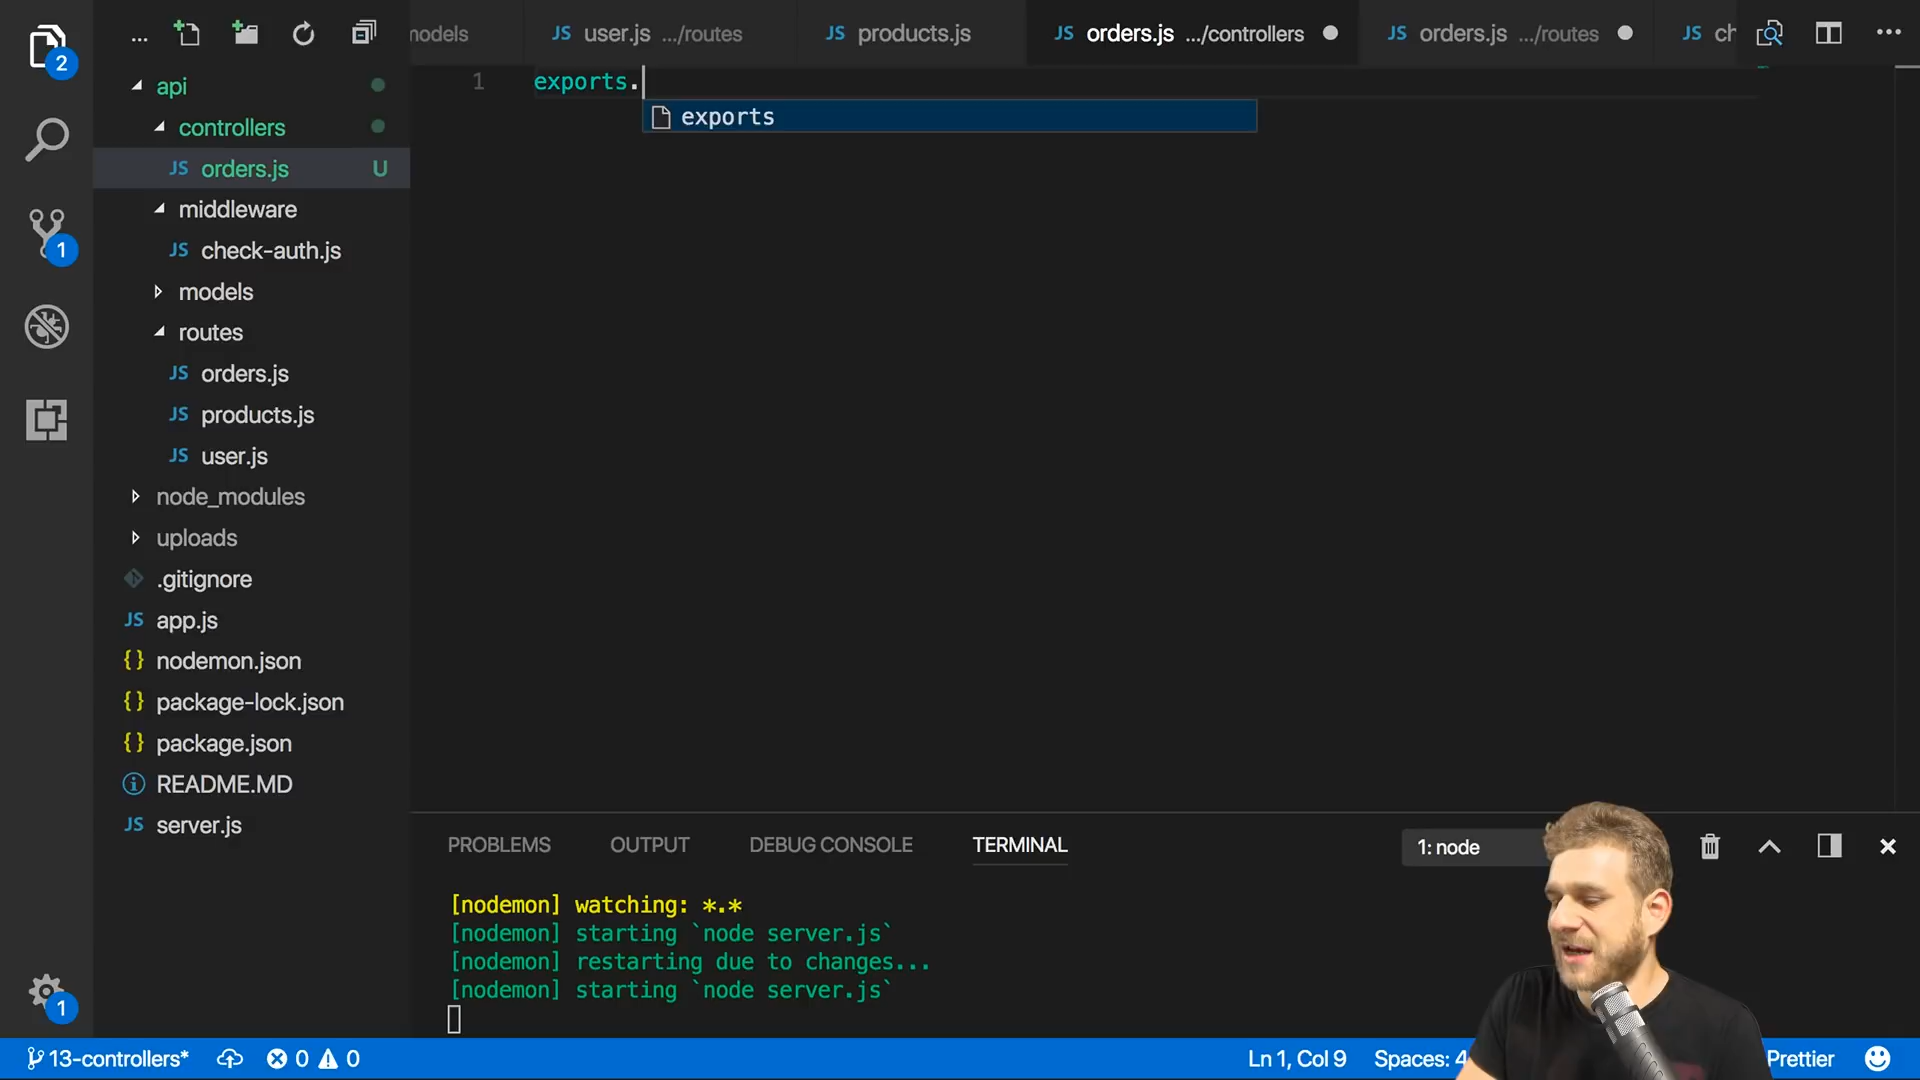 ... models
JS user.js .../routes
JS products.js
JS orders.js .../controllers
JS orders.js .../routes
JS ch
2
api
controllers
JS orders.js U
middleware
JS check-auth.js
models
routes
JS orders.js
JS products.js
JS user.js
node_modules
uploads
.gitignore
JS app.js
{} nodemon.json
{} package-lock.json
{} package.json
README.MD
JS server.js
1
1
1 exports.
exports
PROBLEMS OUTPUT DEBUG CONSOLE TERMINAL 1: node
[nodemon] watching: *.*
[nodemon] starting `node server.js`
[nodemon] restarting due to changes...
[nodemon] starting `node server.js`
13-controllers* 0 0 Ln 1, Col 9 Spaces: 4 Prettier